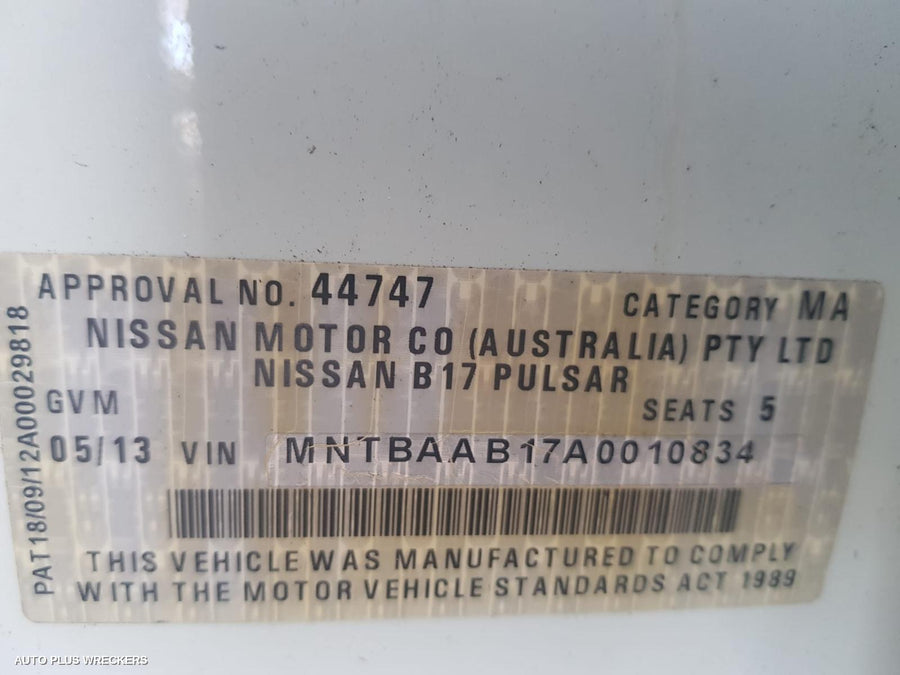 APPROVAL NO. 44747 CATEGORY MA
NISSAN MOTOR CO (AUSTRALIA) PTY LTD
NISSAN B17 PULSAR
GVM SEATS 5
05/13 VIN MNTBAAB17A0010834
THIS VEHICLE WAS MANUFACTURED TO COMPLY
WITH THE MOTOR VEHICLE STANDARDS ACT 1989
PAT18/09/12A00029818
AUTO PLUS WRECKERS